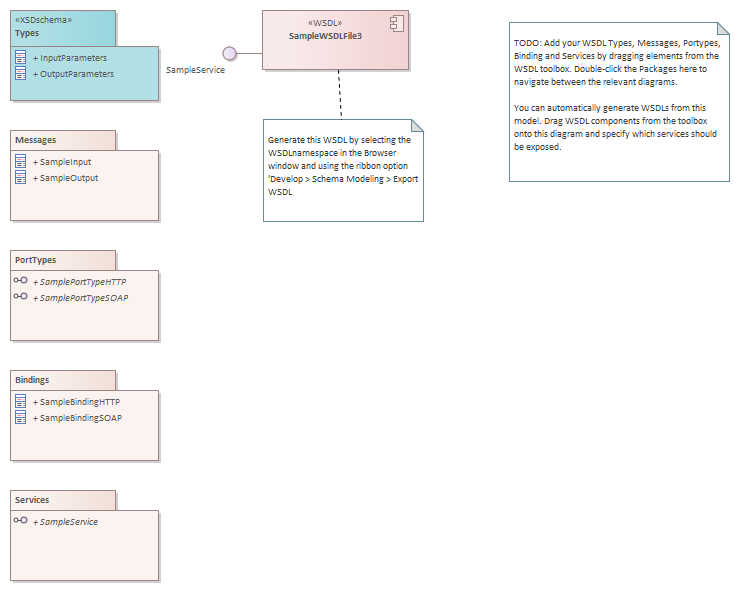 «XSDschema»
Types
+ InputParameters
+ OutputParameters
Messages
+ SampleInput
+ SampleOutput
PortTypes
+ SamplePortTypeHTTP
+ SamplePortTypeSOAP
Bindings
+ SampleBindingHTTP
+ SampleBindingSOAP
Services
+ SampleService
SampleService
«WSDL»
SampleWSDLFile3
Generate this WSDL by selecting the
WSDLnamespace in the Browser
window and using the ribbon option
'Develop > Schema Modeling > Export
WSDL
TODO: Add your WSDL Types, Messages, Portypes,
Binding and Services by dragging elements from the
WSDL toolbox. Double-click the Packages here to
navigate between the relevant diagrams.
You can automatically generate WSDLs from this
model. Drag WSDL components from the toolbox
onto this diagram and specify which services should
be exposed.